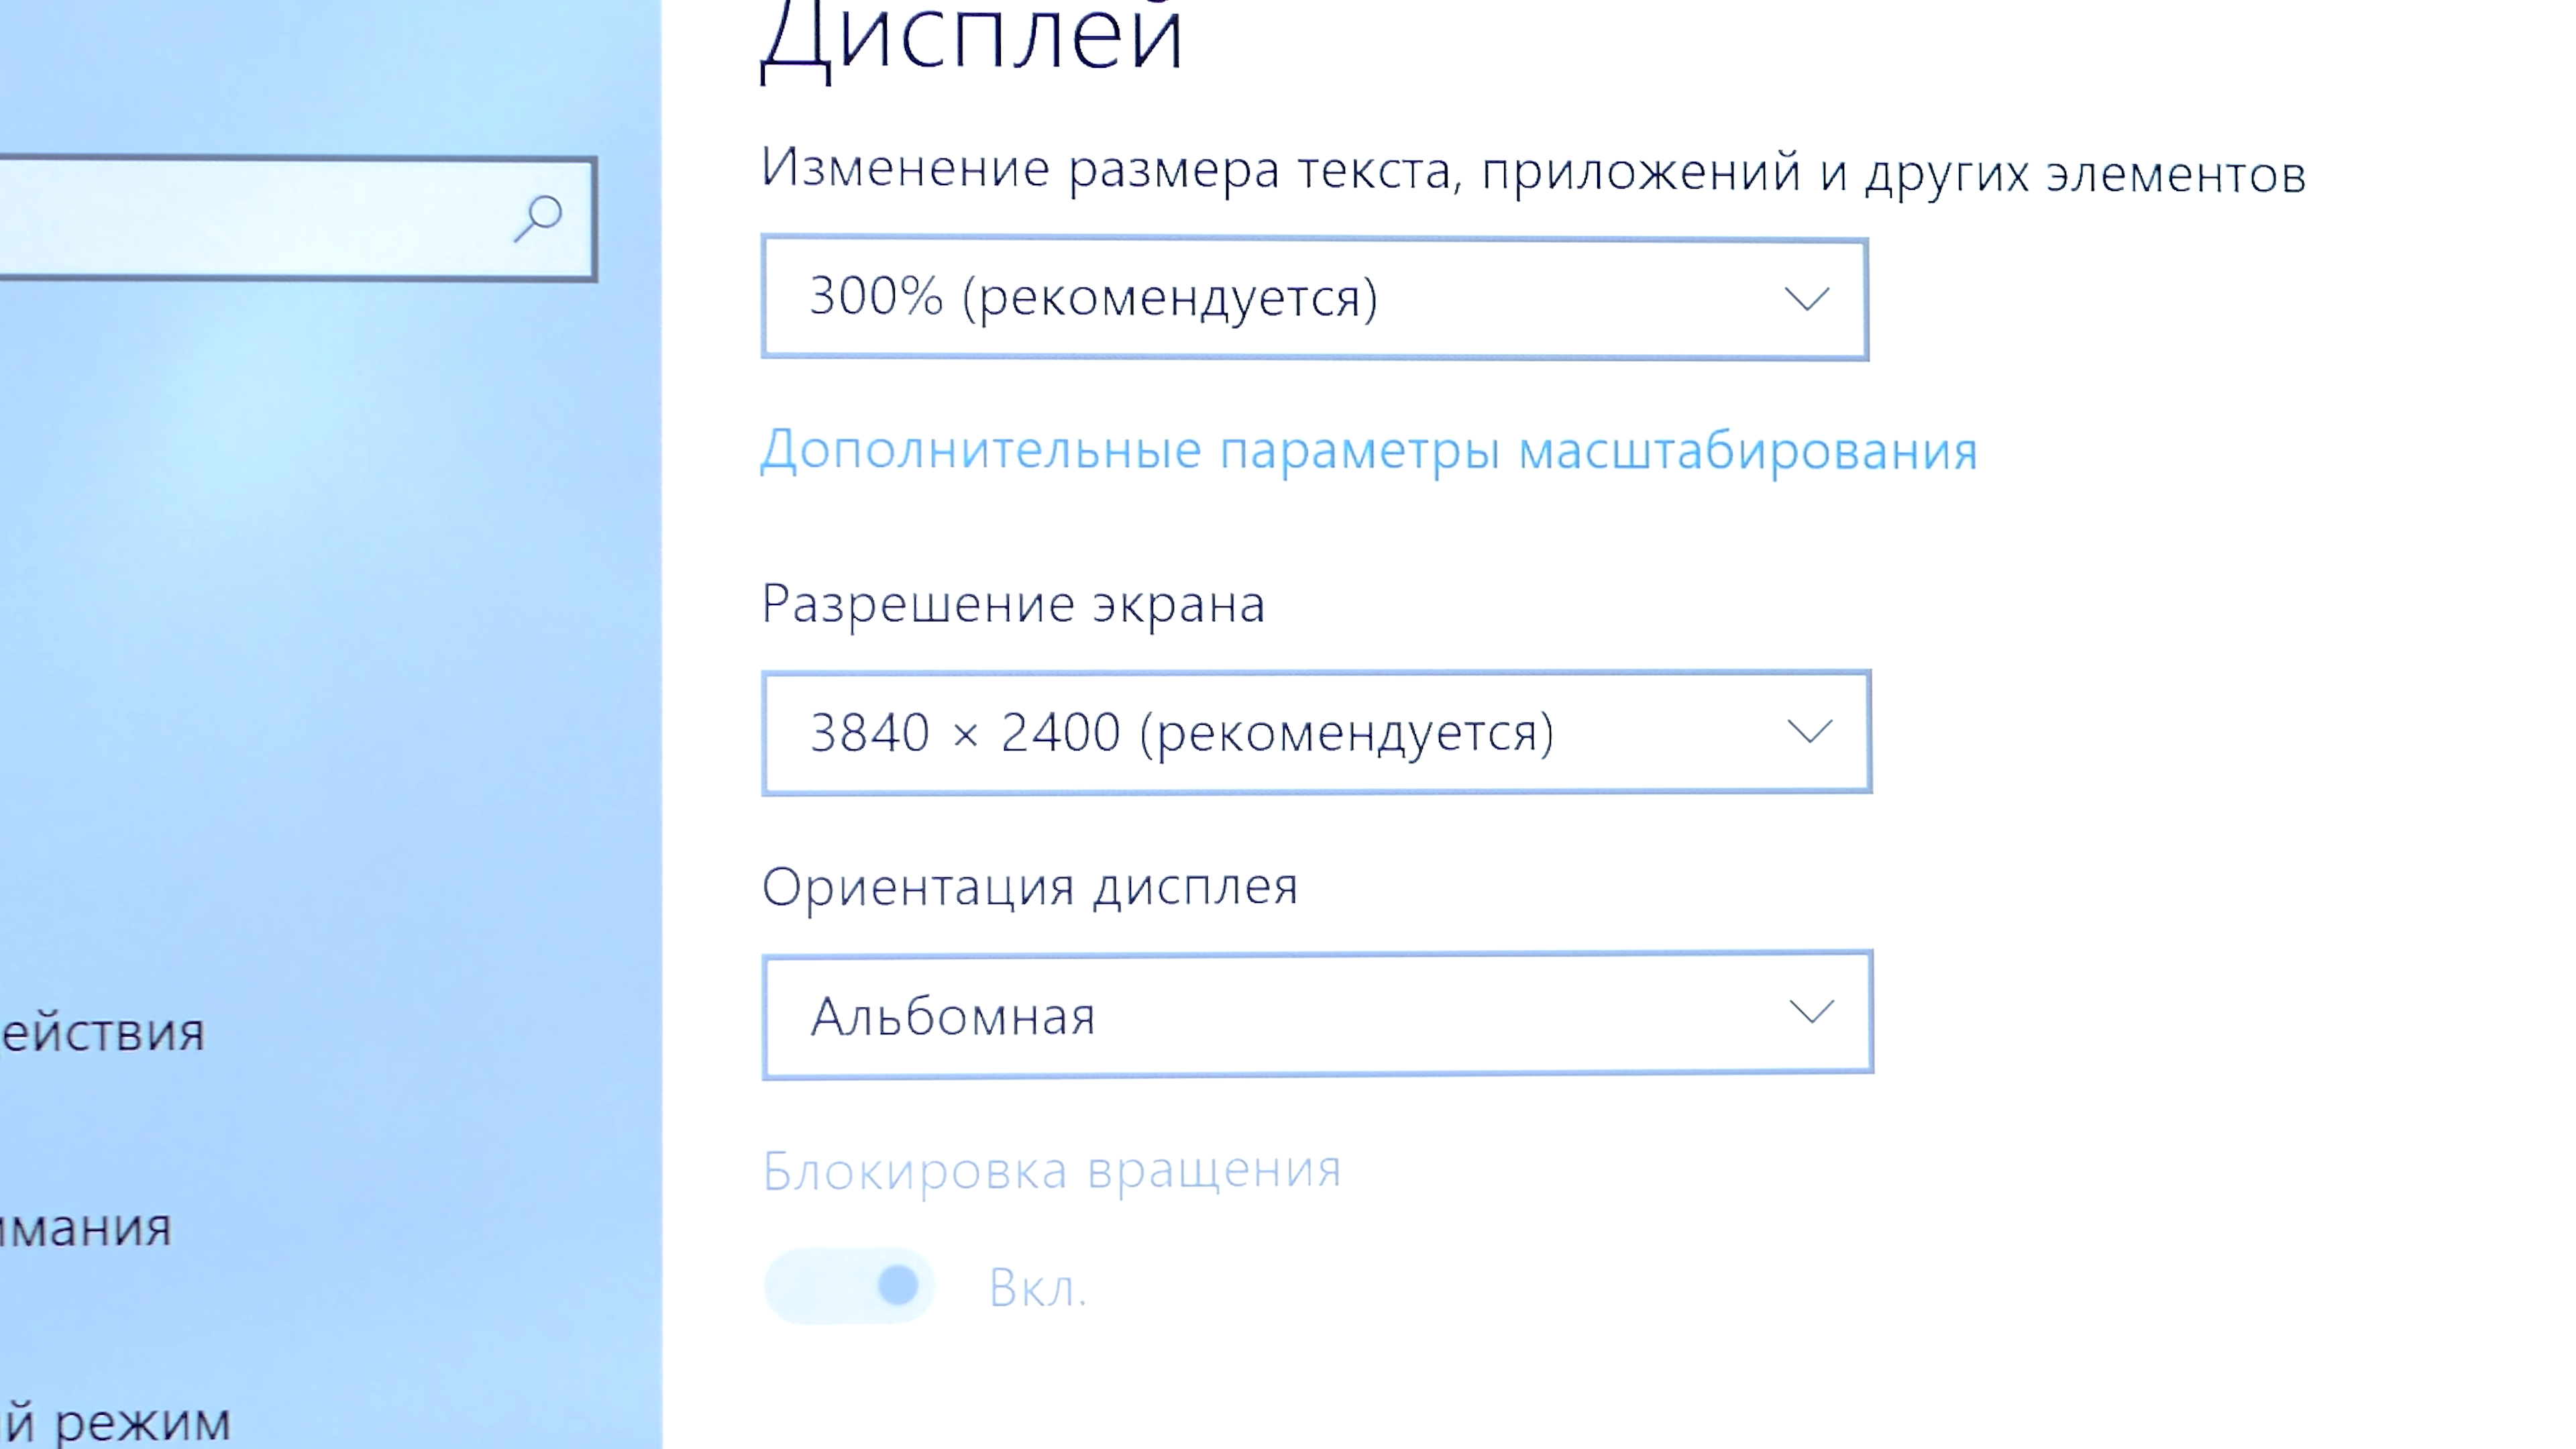 Дисплей
Изменение размера текста, приложений и других элементов
300% (рекомендуется)
Дополнительные параметры масштабирования
Разрешение экрана
3840 × 2400 (рекомендуется)
Ориентация дисплея
Альбомная
Блокировка вращения
Вкл.
ействия
мания
й режим